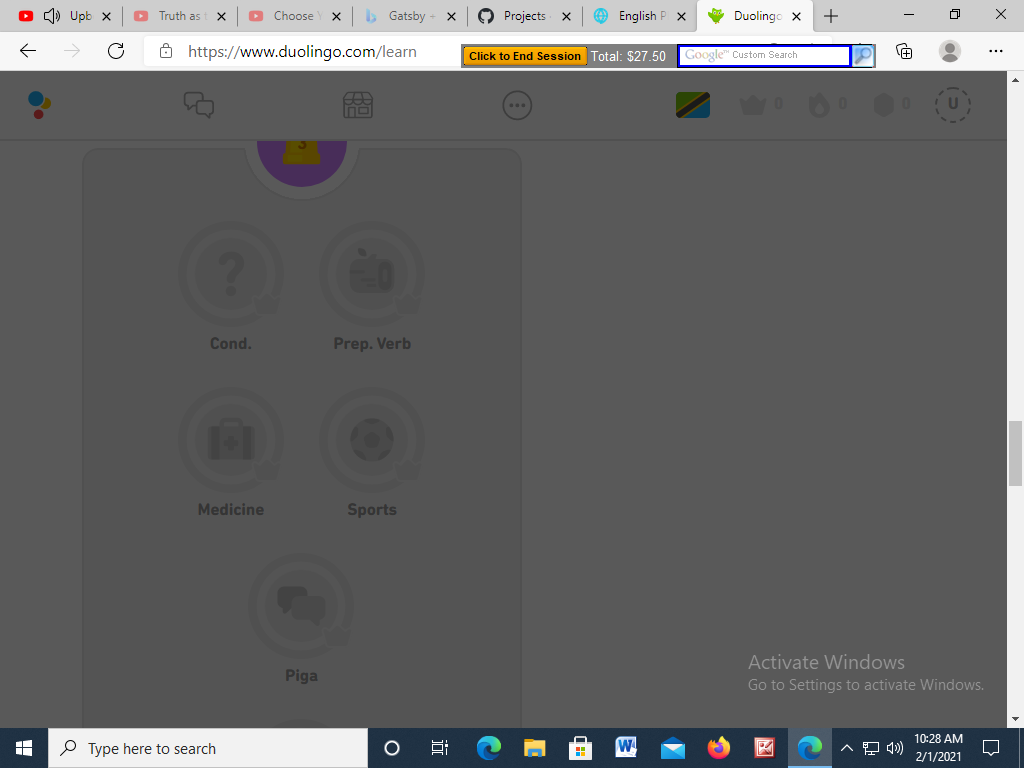 Upb
Truth as t
Choose Y
Gatsby +
Projects
English P
Duolingo
https://www.duolingo.com/learn
Click to End Session Total: $27.50
Google™ Custom Search
0 0 0 U
3
Cond. Prep. Verb
Medicine Sports
Piga
Activate Windows
Go to Settings to activate Windows.
Type here to search
10:28 AM
2/1/2021